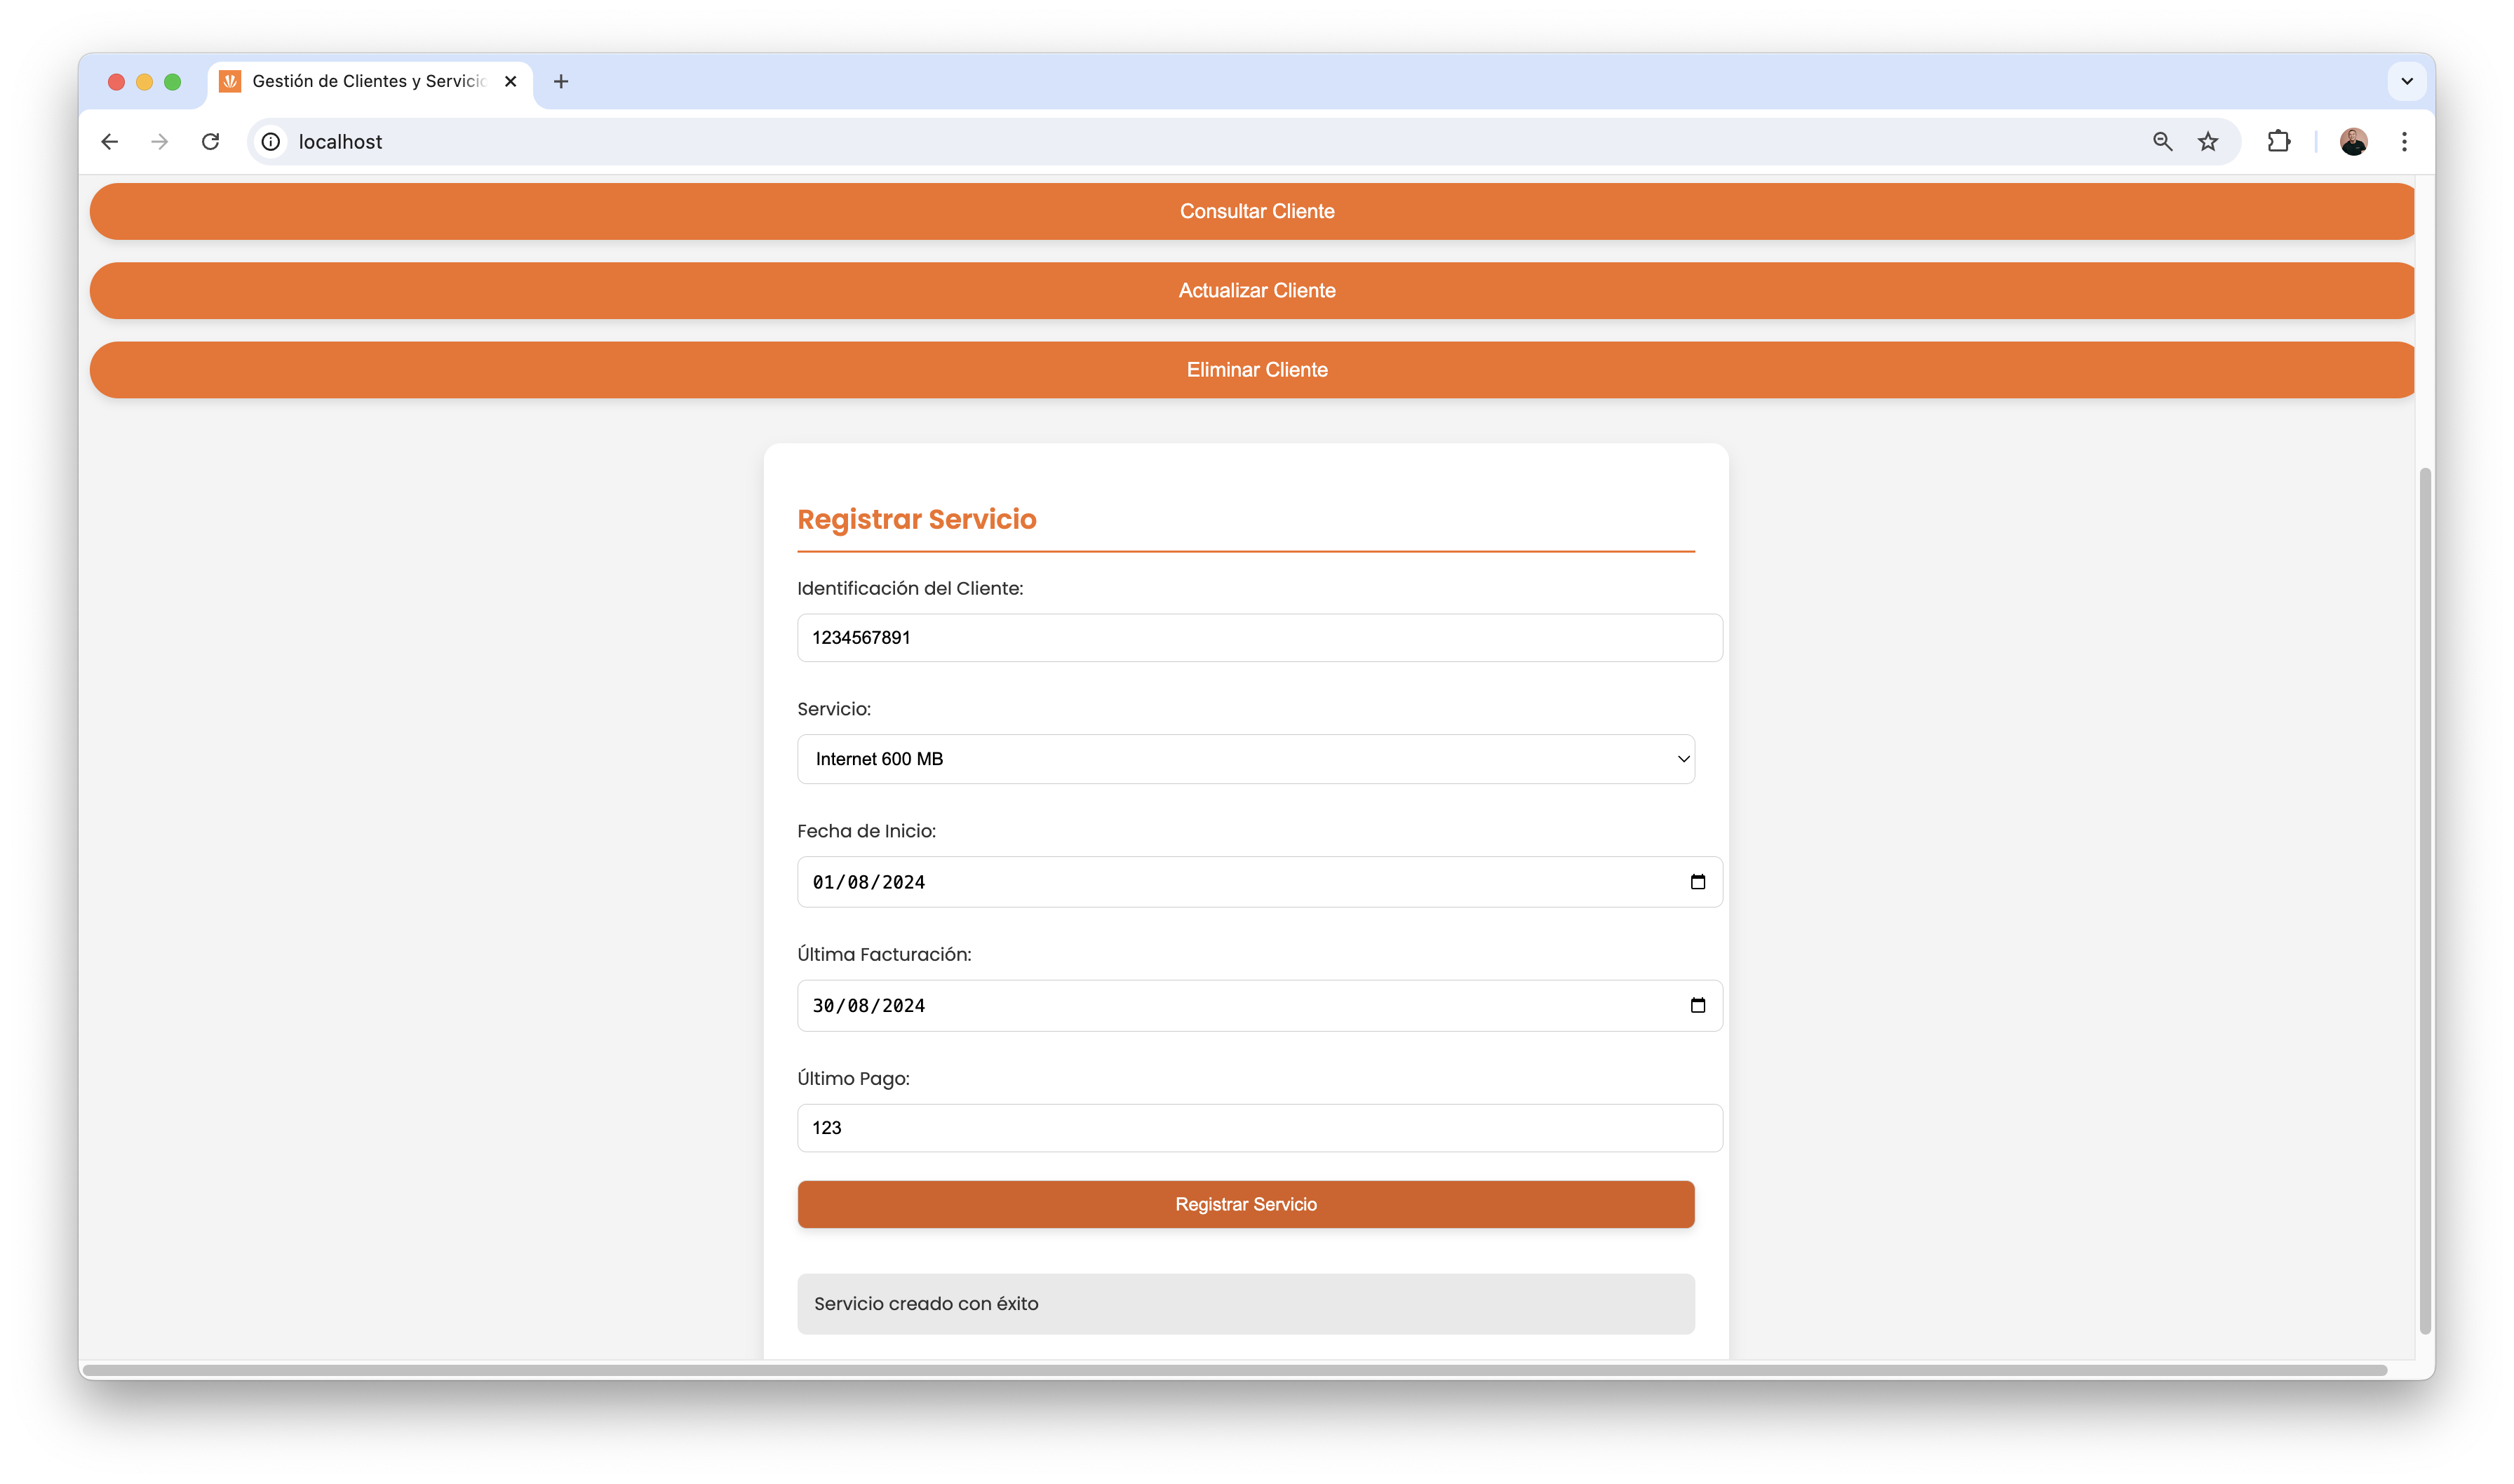 Gestión de Clientes y Servicio
localhost
Consultar Cliente
Actualizar Cliente
Eliminar Cliente
Registrar Servicio
Identificación del Cliente:
1234567891
Servicio:
Internet 600 MB
Fecha de Inicio:
01/08/2024
Última Facturación:
30/08/2024
Último Pago:
123
Registrar Servicio
Servicio creado con éxito